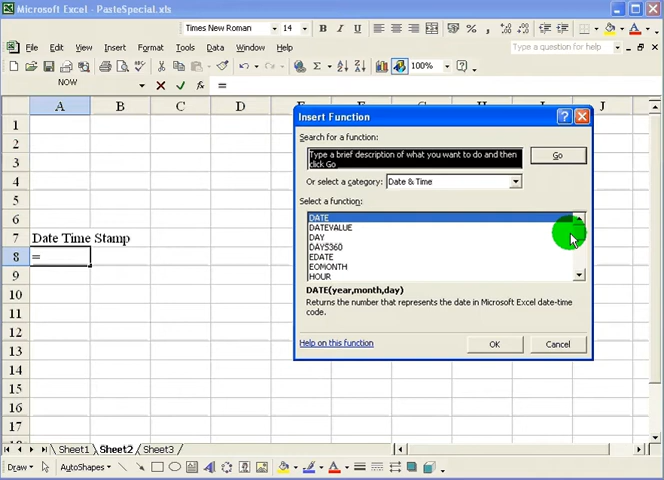 Microsoft Excel - PasteSpecial.xls
Times New Roman 14 B I U % ,
File Edit View Insert Format Tools Data Window Help Type a question for help
Σ 100%
NOW =
A B C D E F G H I J
1
2
3
4
5
6
7 Date Time Stamp
8 =
9
10
11
12
13
14
15
16
17
Insert Function
Search for a function:
Type a brief description of what you want to do and then
click Go
Go
Or select a category: Date & Time
Select a function:
DATE
DATEVALUE
DAY
DAYS360
EDATE
EOMONTH
HOUR
DATE(year,month,day)
Returns the number that represents the date in Microsoft Excel date-time
code.
Help on this function OK Cancel
Sheet1 Sheet2 Sheet3
Draw AutoShapes